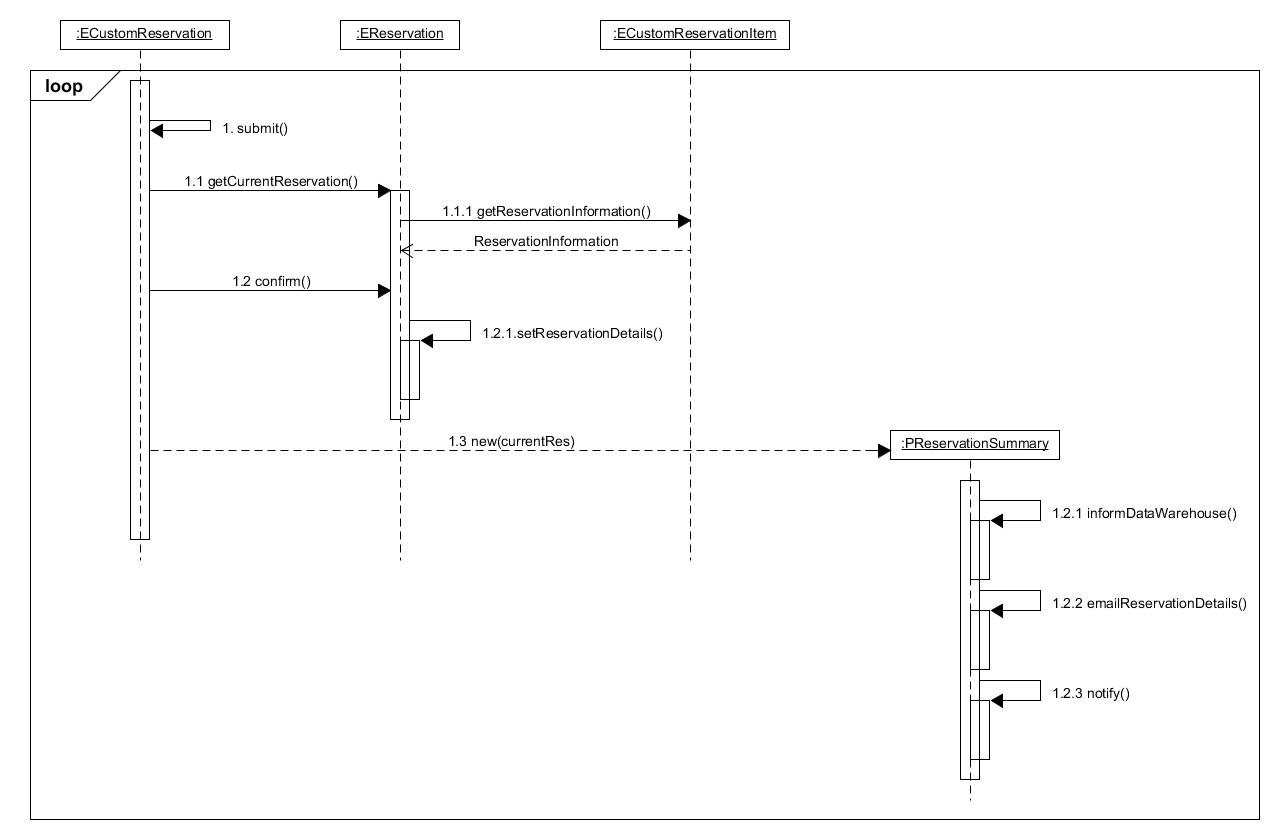 :ECustomReservation
:EReservation
:ECustomReservationItem
loop
1. submit()
1.1 getCurrentReservation()
1.1.1 getReservationInformation()
ReservationInformation
1.2 confirm()
1.2.1.setReservationDetails()
1.3 new(currentRes)
:PReservationSummary
1.2.1 informDataWarehouse()
1.2.2 emailReservationDetails()
1.2.3 notify()